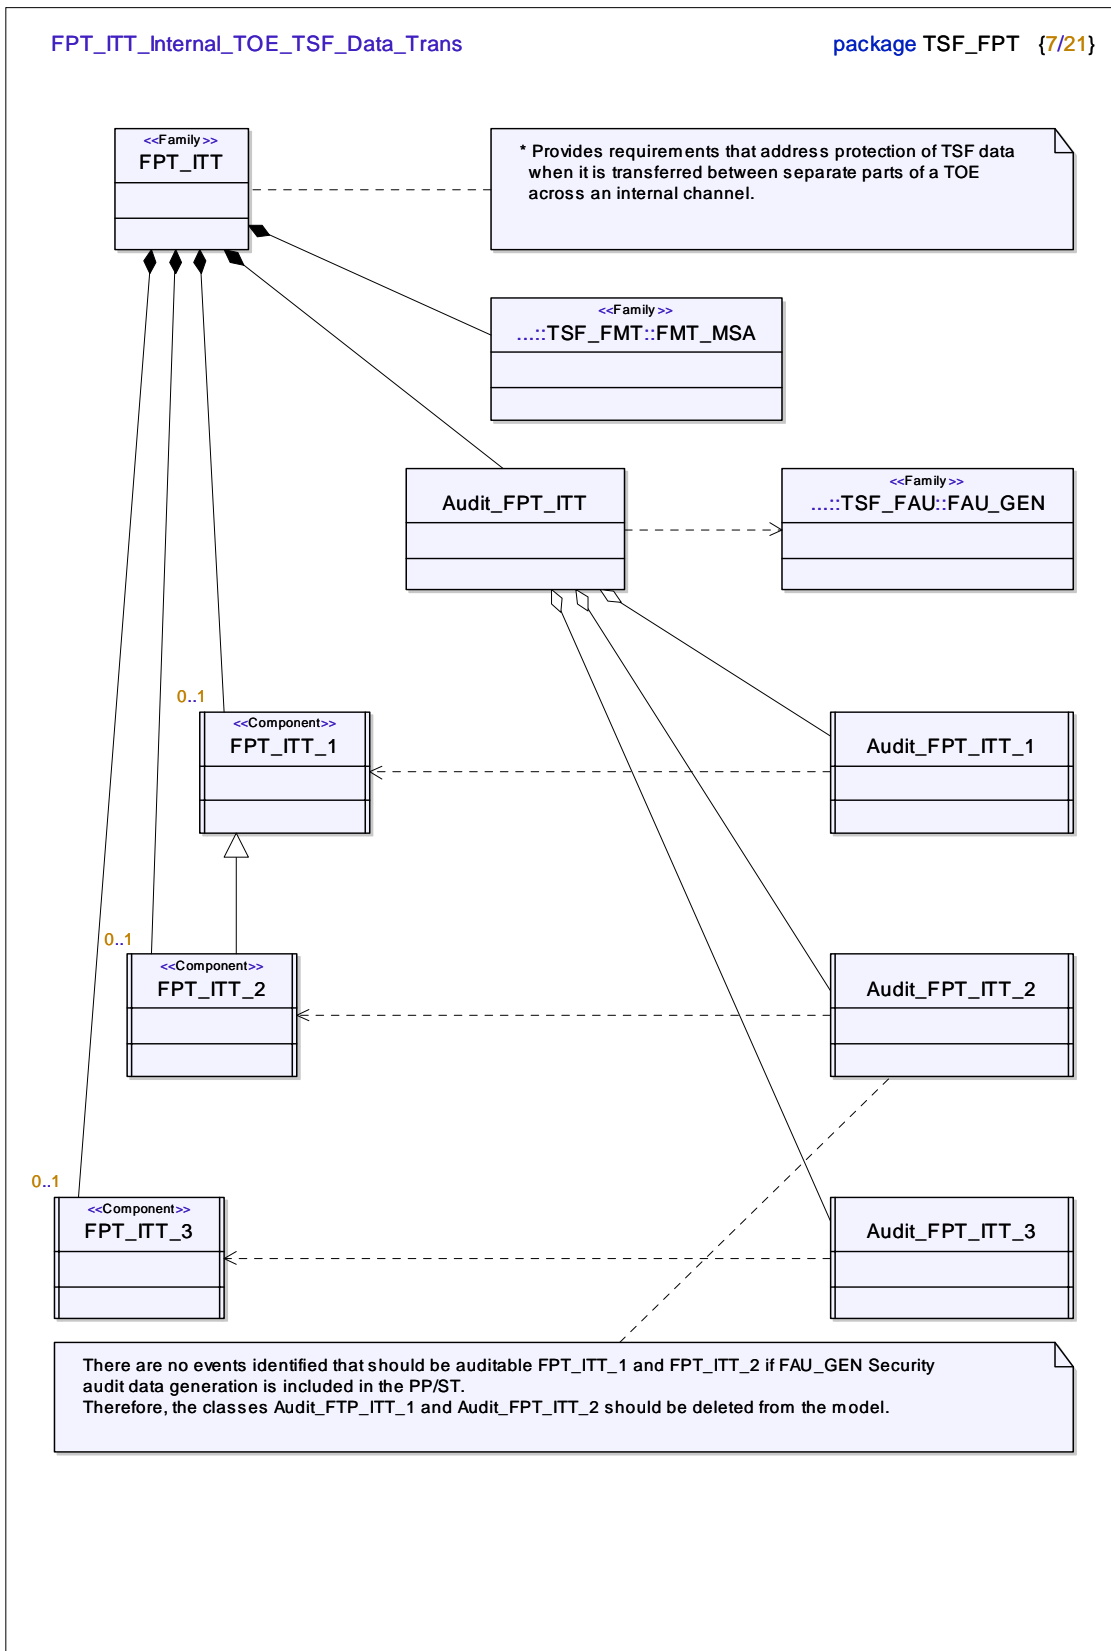 FPT_ITT_Internal_TOE_TSF_Data_Trans
package TSF_FPT {7/21}
<<Family>>
FPT_ITT
* Provides requirements that address protection of TSF data
when it is transferred between separate parts of a TOE
across an internal channel.
<<Family>>
...::TSF_FMT::FMT_MSA
Audit_FPT_ITT
<<Family>>
...::TSF_FAU::FAU_GEN
0..1
<<Component>>
FPT_ITT_1
Audit_FPT_ITT_1
0..1
<<Component>>
FPT_ITT_2
Audit_FPT_ITT_2
0..1
<<Component>>
FPT_ITT_3
Audit_FPT_ITT_3
There are no events identified that should be auditable FPT_ITT_1 and FPT_ITT_2 if FAU_GEN Security
audit data generation is included in the PP/ST.
Therefore, the classes Audit_FTP_ITT_1 and Audit_FPT_ITT_2 should be deleted from the model.